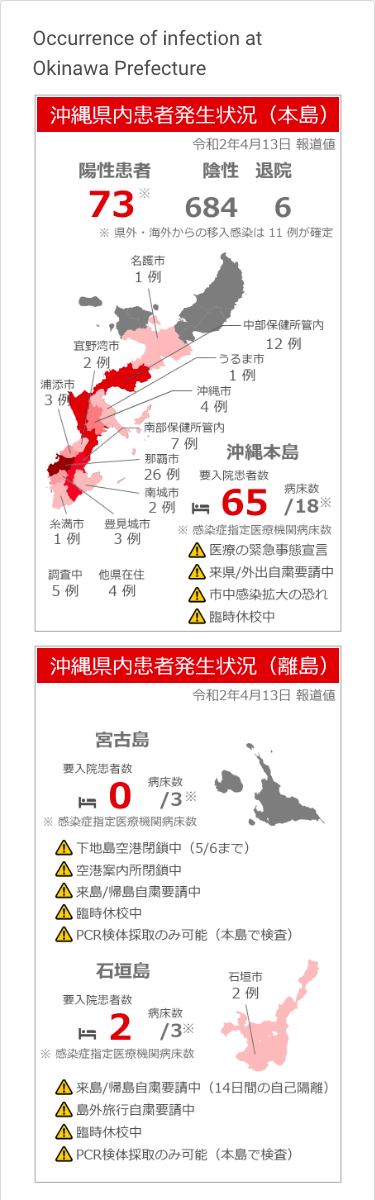 Occurrence of infection at
Okinawa Prefecture
沖縄県内患者発生状況（本島）
令和2年4月13日 報道値
陽性患者 陰性 退院
73※ 684 6
※ 県外・海外からの移入感染は 11 例が確定
名護市
1 例
中部保健所管内
12 例
宜野湾市
2 例
うるま市
1 例
浦添市
3 例
沖縄市
4 例
南部保健所管内
7 例
那覇市
26 例
南城市
2 例
糸満市
1 例
豊見城市
3 例
調査中
5 例
他県在住
4 例
沖縄本島
要入院患者数 病床数
65 /18※
※ 感染症指定医療機関病床数
医療の緊急事態宣言
来県/外出自粛要請中
市中感染拡大の恐れ
臨時休校中
沖縄県内患者発生状況（離島）
令和2年4月13日 報道値
宮古島
要入院患者数 病床数
0 /3※
※ 感染症指定医療機関病床数
下地島空港閉鎖中（5/6まで）
空港案内所閉鎖中
来島/帰島自粛要請中
臨時休校中
PCR検体採取のみ可能（本島で検査）
石垣島
要入院患者数 病床数
2 /3※
※ 感染症指定医療機関病床数
石垣市
2 例
来島/帰島自粛要請中（14日間の自己隔離）
島外旅行自粛要請中
臨時休校中
PCR検体採取のみ可能（本島で検査）